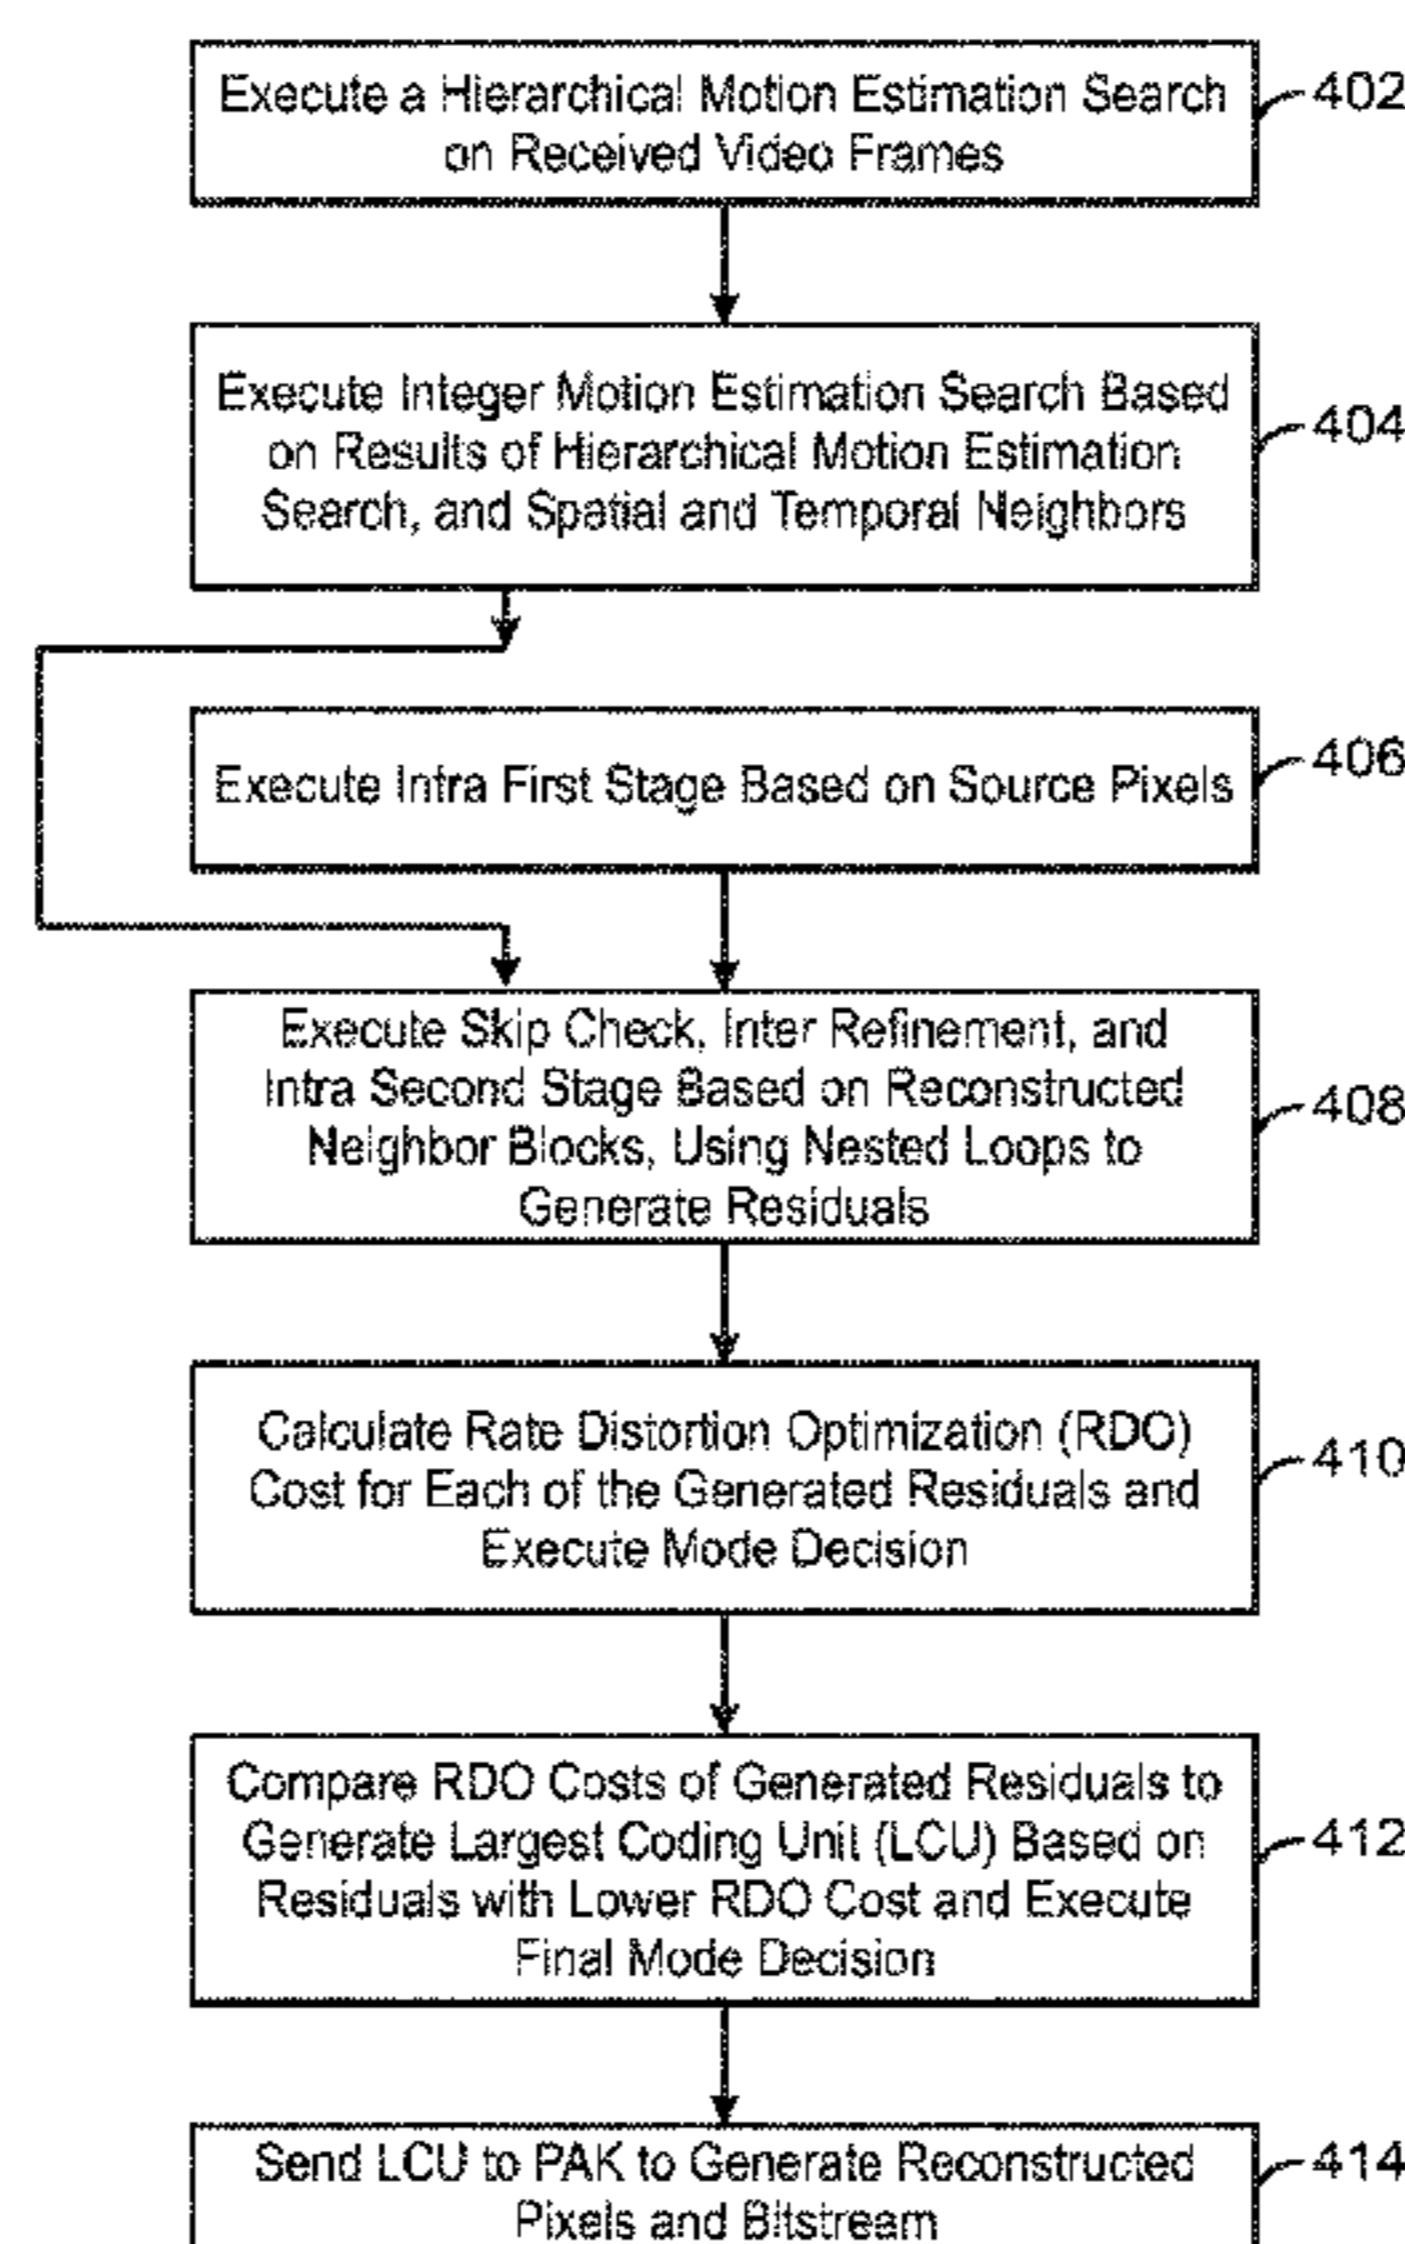 Execute a Hierarchical Motion Estimation Search
on Received Video Frames
402
Execute Integer Motion Estimation Search Based
on Results of Hierarchical Motion Estimation
Search, and Spatial and Temporal Neighbors
404
Execute Intra First Stage Based on Source Pixels
406
Execute Skip Check, Inter Refinement, and
Intra Second Stage Based on Reconstructed
Neighbor Blocks, Using Nested Loops to
Generate Residuals
408
Calculate Rate Distortion Optimization (RDO)
Cost for Each of the Generated Residuals and
Execute Mode Decision
410
Compare RDO Costs of Generated Residuals to
Generate Largest Coding Unit (LCU) Based on
Residuals with Lower RDO Cost and Execute
Final Mode Decision
412
Send LCU to PAK to Generate Reconstructed
Pixels and Bitstream
414